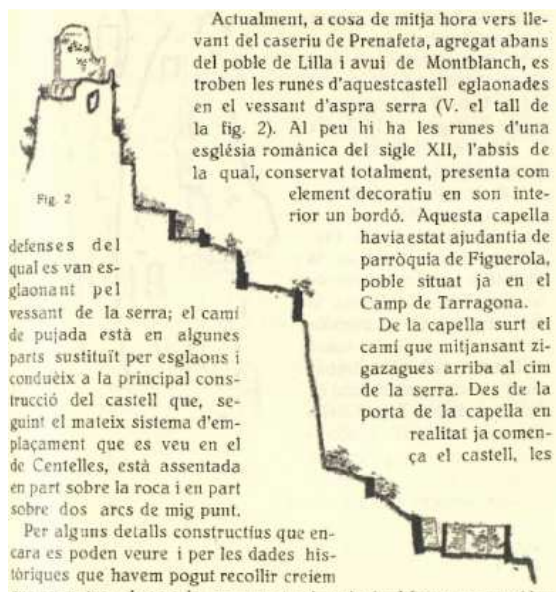 Actualment, a cosa de mitja hora vers lle-
vant del caseriu de Prenafeta, agregat abans
del poble de Lilla i avui de Montblanch, es
troben les runes d'aquestcastell eglaonades
en el vessant d'aspra serra (V. el tall de
la fig. 2). Al peu hi ha les runes d'una
església romànica del sigle XII, l'absis de
la qual, conservat totalment, presenta com
element decoratiu en son inte-
rior un bordó. Aquesta capella
havia estat ajudantia de
parròquia de Figuerola,
poble situat ja en el
Camp de Tarragona.
De la capella surt el
camí que mitjansant zi-
gazagues arriba al cim
de la serra. Des de la
porta de la capella en
realitat ja comen-
ça el castell, les
Fig. 2
defenses del
qual es van es-
glaonant pel
vessant de la serra; el camí
de pujada està en algunes
parts sustituït per esglaons i
conduèix a la principal cons-
trucció del castell que, se-
guint el mateix sistema d'em-
plaçament que es veu en el
de Centelles, està assentada
en part sobre la roca i en part
sobre dos arcs de mig punt.
Per alguns detalls constructius que en-
cara es poden veure i per les dades his-
tòriques que havem pogut recollir creiem